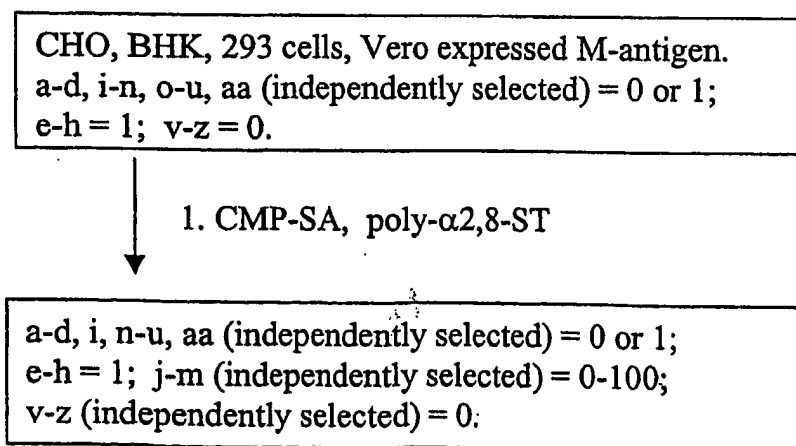 CHO, BHK, 293 cells, Vero expressed M-antigen.
a-d, i-n, o-u, aa (independently selected) = 0 or 1;
e-h = 1; v-z = 0.
1. CMP-SA, poly-α2,8-ST
a-d, i, n-u, aa (independently selected) = 0 or 1;
e-h = 1; j-m (independently selected) = 0-100;
v-z (independently selected) = 0;